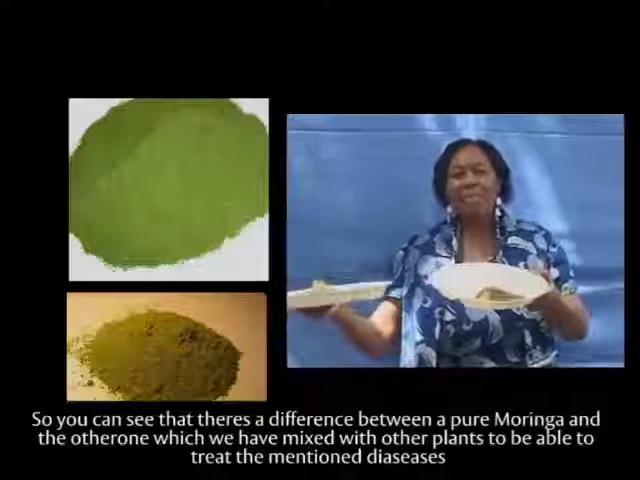 So you can see that theres a difference between a pure Moringa and
the otherone which we have mixed with other plants to be able to
treat the mentioned diaseases